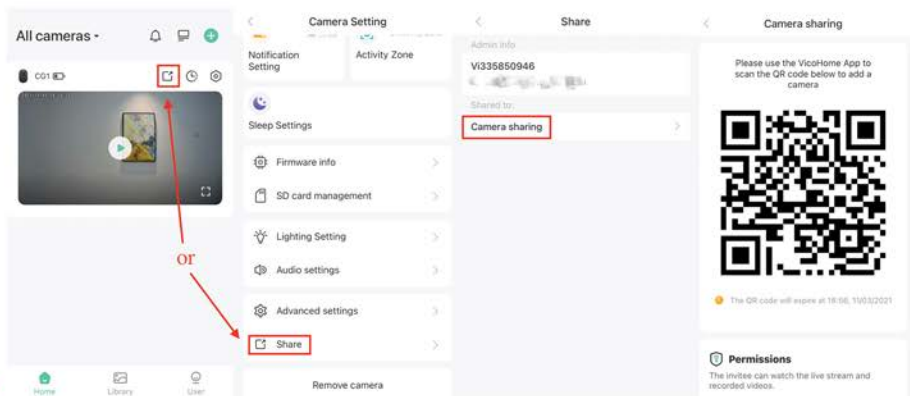 All cameras
CG1
or
Home
Library
User
Camera Setting
Notification
Setting
Activity Zone
Sleep Settings
Firmware info
SD card management
Lighting Setting
Audio settings
Advanced settings
Share
Remove camera
Share
Admin info
Vi335850946
Shared to:
Camera sharing
Camera sharing
Please use the VicoHome App to
scan the QR code below to add a
camera
The QR code will expire at 18:56, 11/03/2021
Permissions
The invitee can watch the live stream and
recorded videos.